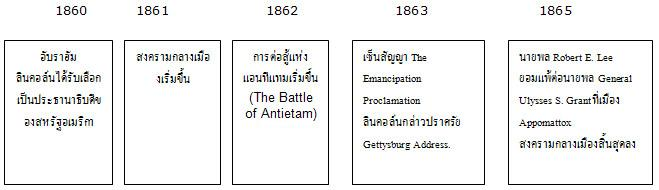 1860
1861
1862
1863
1865
อับราฮัม
ลินคอล์นได้รับเลือก
เป็นประธานาธิบดีข
องสหรัฐอเมริกา
สงครามกลางเมือ
งเริ่มขึ้น
การต่อสู้แห่ง
แอนทีแทมเริ่มขึ้น
(The Battle
of Antietam)
เซ็นสัญญา The
Emancipation
Proclamation
ลินคอล์นกล่าวปราศรัย
Gettysburg Address.
นายพล Robert E. Lee
ยอมแพ้ต่อนายพล General
Ulysses S. Grantที่เมือง
Appomattox
สงครามกลางเมืองสิ้นสุดลง